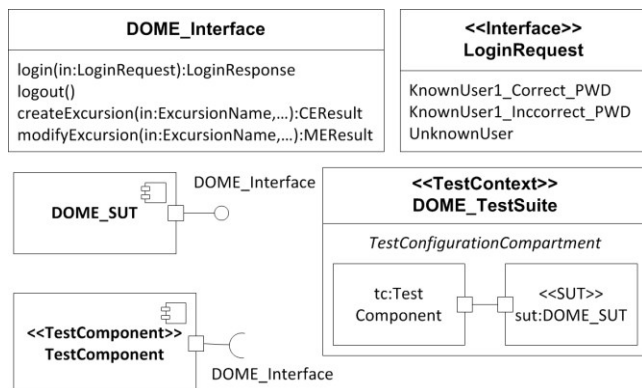 DOME_Interface
login(in:LoginRequest):LoginResponse
logout()
createExcursion(in:ExcursionName,...):CEResult
modifyExcursion(in:ExcursionName,...):MEResult
<<Interface>>
LoginRequest
KnownUser1_Correct_PWD
KnownUser1_Inccorrect_PWD
UnknownUser
DOME_SUT
DOME_Interface
<<TestContext>>
DOME_TestSuite
TestConfigurationCompartment
tc:Test
Component
<<SUT>>
sut:DOME_SUT
<<TestComponent>>
TestComponent
DOME_Interface